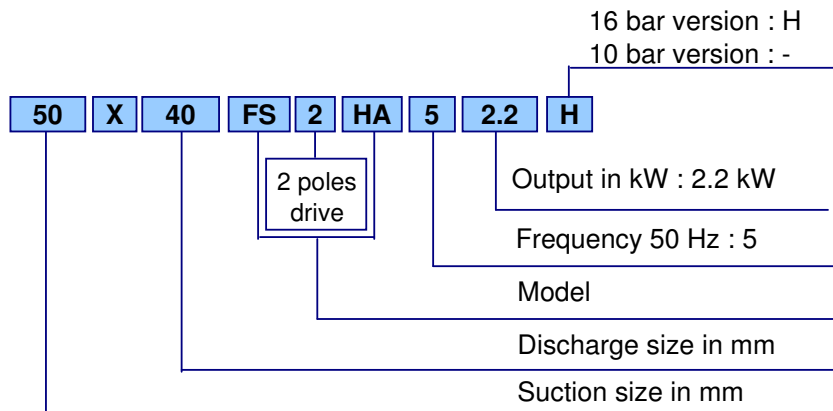 16 bar version : H
10 bar version : -
50 X 40 FS 2 HA 5 2.2 H
2 poles
drive
Output in kW : 2.2 kW
Frequency 50 Hz : 5
Model
Discharge size in mm
Suction size in mm